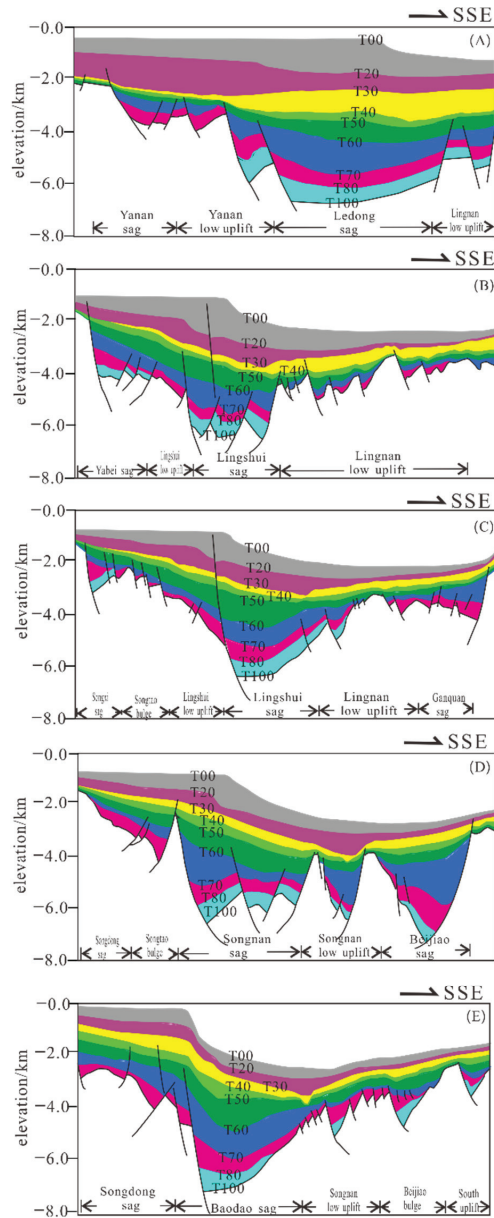 SSE
(A)
-0.0
-2.0
-4.0
-6.0
-8.0
elevation/km
T00
T20
T30
T40
T50
T60
T70
T80
T100
Yanan sag
Yanan low uplift
Ledong sag
Lingnan low uplift
SSE
(B)
-0.0
-2.0
-4.0
-6.0
-8.0
elevation/km
T00
T20
T30
T40
T50
T60
T70
T80
T100
Yabei sag
Lingshui low uplift
Lingshui sag
Lingnan low uplift
SSE
(C)
-0.0
-2.0
-4.0
-6.0
-8.0
elevation/km
T00
T20
T30
T40
T50
T60
T70
T80
T100
sag
Songtao bulge
Lingshui low uplift
Lingshui sag
Lingnan low uplift
Ganquan sag
SSE
(D)
-0.0
-2.0
-4.0
-6.0
-8.0
elevation/km
T00
T20
T30
T40
T50
T60
T70
T80
T100
Songdong sag
Songtao bulge
Songnan sag
Songnan low uplift
Beijiao sag
SSE
(E)
-0.0
-2.0
-4.0
-6.0
-8.0
elevation/km
T00
T20
T40 T30
T50
T60
T70
T80
T100
Songdong sag
Baodao sag
Songnan low uplift
Beijiao bulge
South uplift